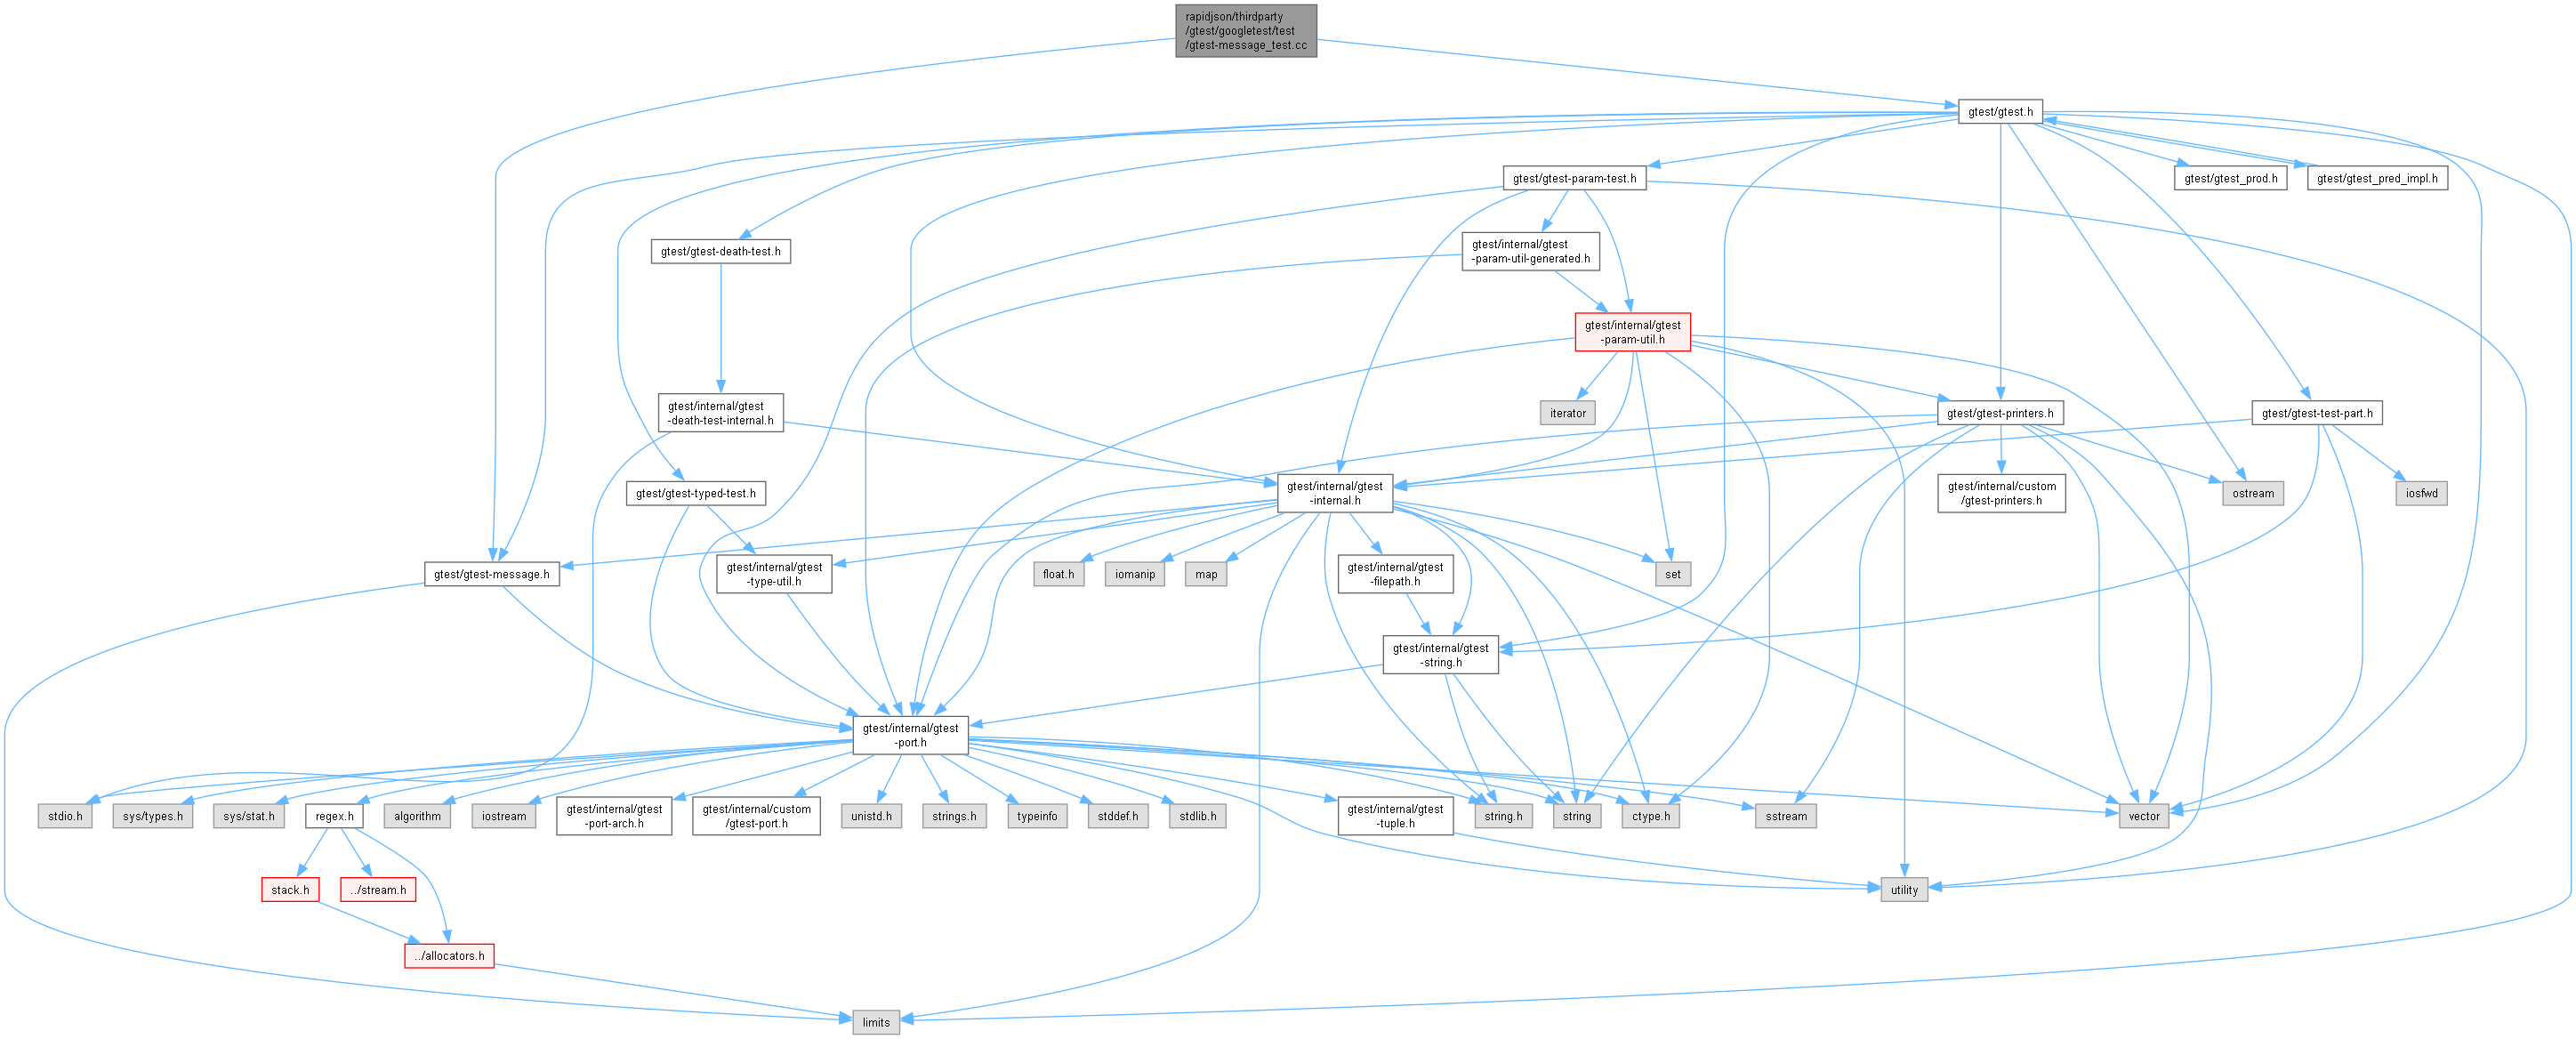 rapidjson/thirdparty
/gtest/googletest/test
/gtest-message_test.cc
gtest/gtest.h
gtest/gtest-param-test.h
gtest/gtest_prod.h
gtest/gtest_pred_impl.h
gtest/gtest-death-test.h
gtest/internal/gtest
-param-util-generated.h
gtest/internal/gtest
-param-util.h
gtest/internal/gtest
-death-test-internal.h
iterator
gtest/gtest-printers.h
gtest/gtest-test-part.h
gtest/gtest-typed-test.h
gtest/internal/gtest
-internal.h
gtest/internal/custom
/gtest-printers.h
ostream
iosfwd
gtest/gtest-message.h
gtest/internal/gtest
-type-util.h
float.h
iomanip
map
gtest/internal/gtest
-filepath.h
set
gtest/internal/gtest
-string.h
gtest/internal/gtest
-port.h
stdio.h
sys/types.h
sys/stat.h
regex.h
algorithm
iostream
gtest/internal/gtest
-port-arch.h
gtest/internal/custom
/gtest-port.h
unistd.h
strings.h
typeinfo
stddef.h
stdlib.h
gtest/internal/gtest
-tuple.h
string.h
string
ctype.h
sstream
vector
stack.h
../stream.h
utility
../allocators.h
limits